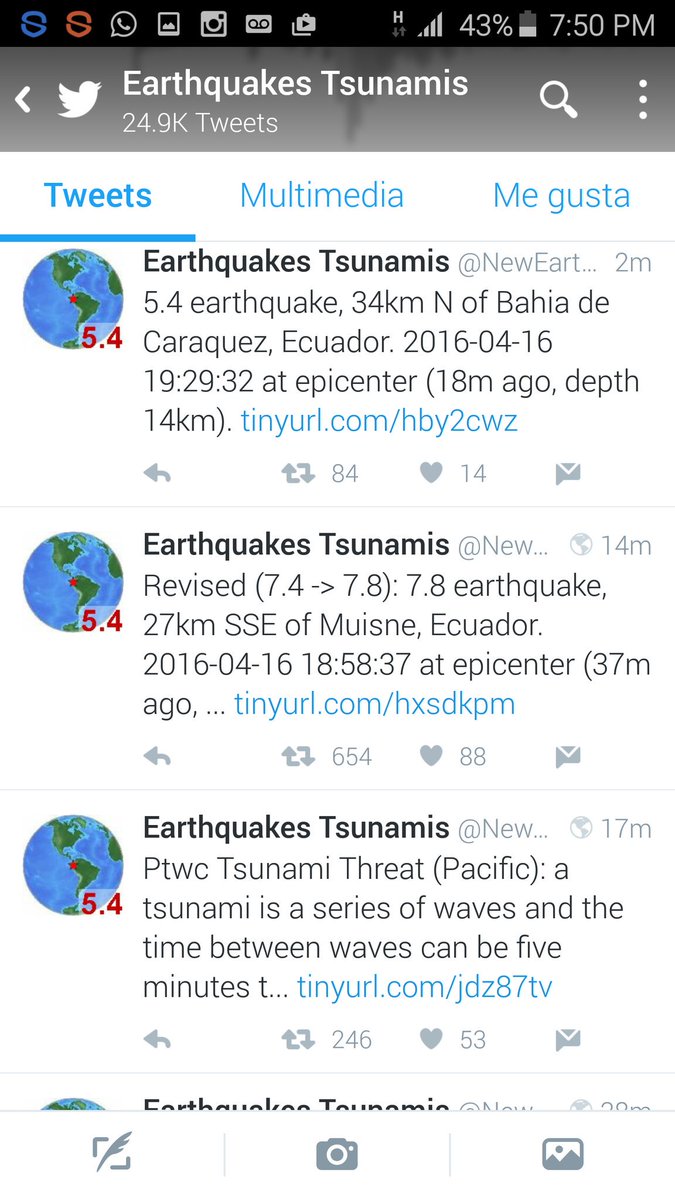 H 43% 7:50 PM
Earthquakes Tsunamis
24.9K Tweets
Tweets Multimedia Me gusta
Earthquakes Tsunamis @NewEart... 2m
5.4 earthquake, 34km N of Bahia de
Caraquez, Ecuador. 2016-04-16
19:29:32 at epicenter (18m ago, depth
14km). tinyurl.com/hby2cwz
5.4
84 14
Earthquakes Tsunamis @New... 14m
Revised (7.4 -> 7.8): 7.8 earthquake,
27km SSE of Muisne, Ecuador.
2016-04-16 18:58:37 at epicenter (37m
ago, ... tinyurl.com/hxsdkpm
5.4
654 88
Earthquakes Tsunamis @New... 17m
Ptwc Tsunami Threat (Pacific): a
tsunami is a series of waves and the
time between waves can be five
minutes t... tinyurl.com/jdz87tv
5.4
246 53
Earthquakes Tsunamis @New... 28m